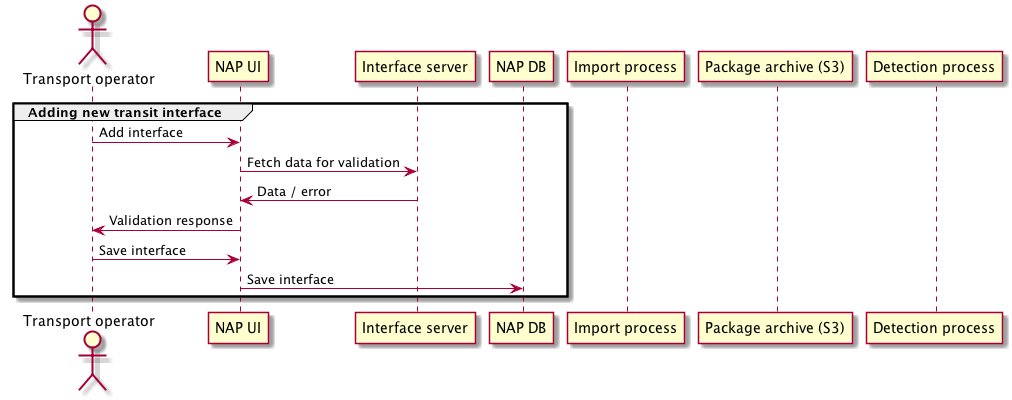 Transport operator
NAP UI
Interface server
NAP DB
Import process
Package archive (S3)
Detection process
Adding new transit interface
Add interface
Fetch data for validation
Data / error
Validation response
Save interface
Save interface
Transport operator
NAP UI
Interface server
NAP DB
Import process
Package archive (S3)
Detection process